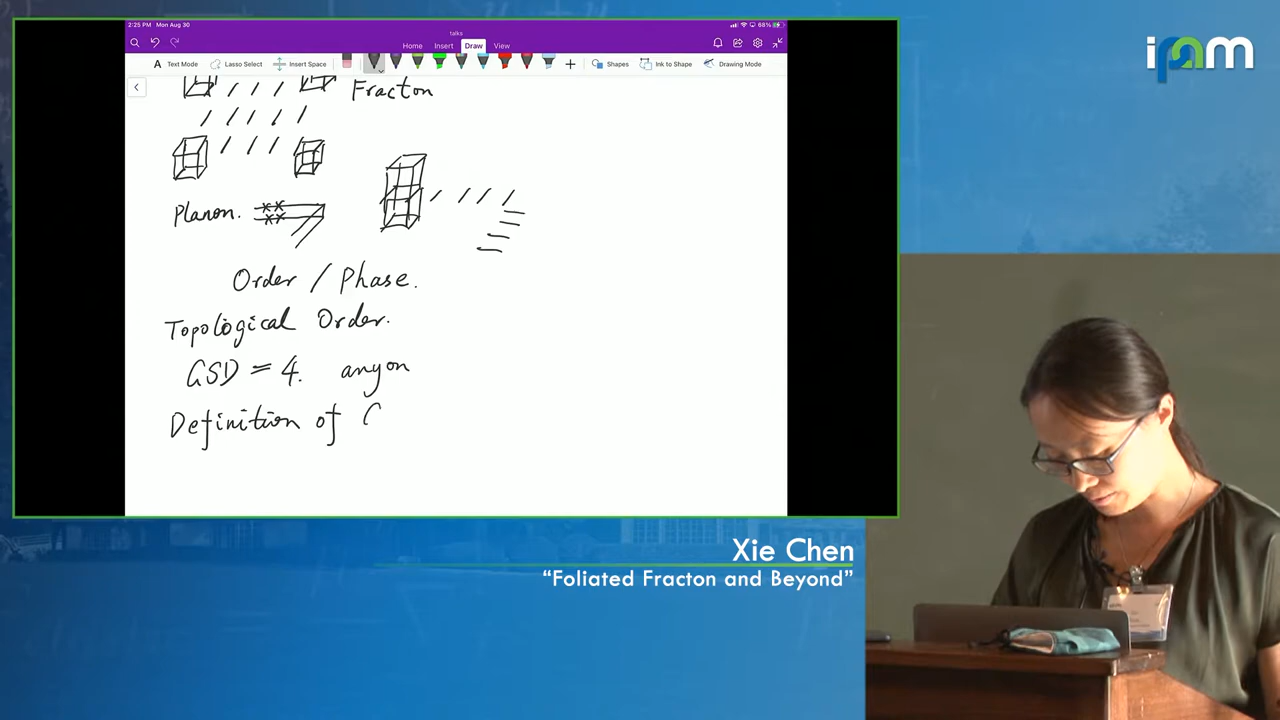 2:25 PM Mon Aug 30
68%
talks
Home Insert Draw View
Text Mode Lasso Select Insert Space Shapes Ink to Shape Drawing Mode
Fracton
Planon.
Order / Phase.
Topological Order.
GSD = 4. anyon
Definition of
ipam
Xie Chen
“Foliated Fracton and Beyond”